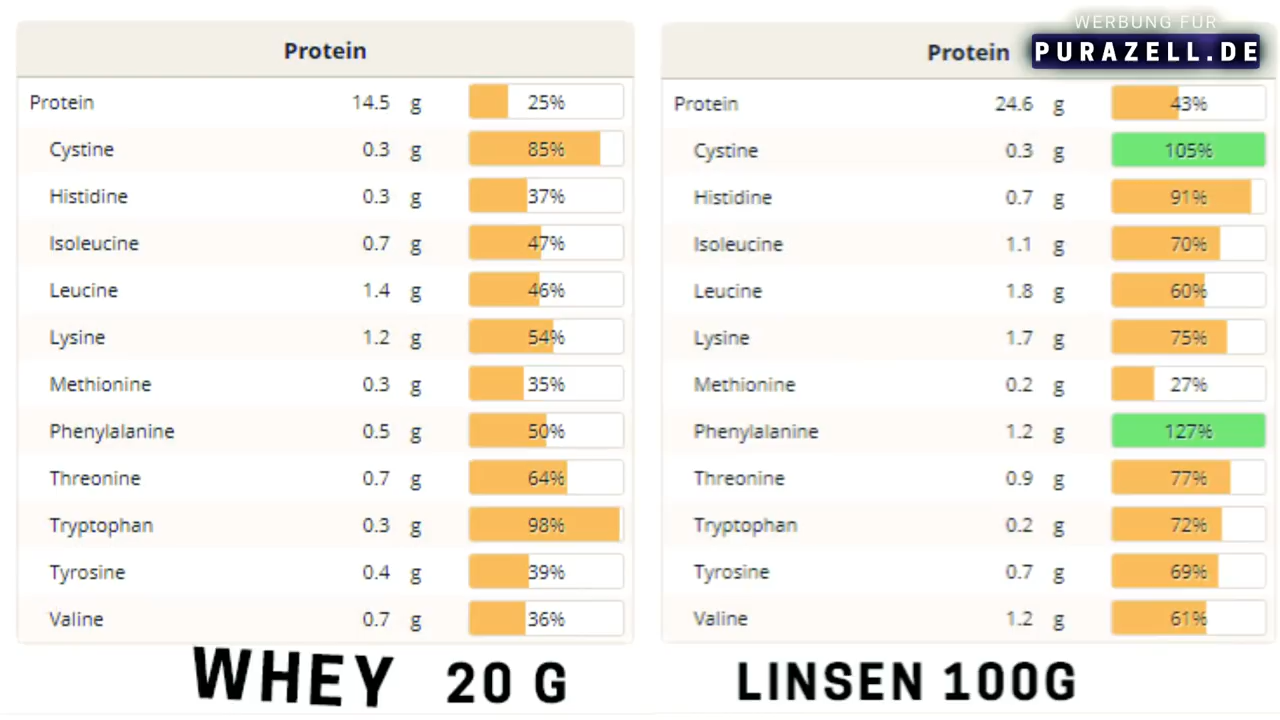 WERBUNG FÜR
PURAZELL.DE
Protein
Protein 14.5 g 25%
Cystine 0.3 g 85%
Histidine 0.3 g 37%
Isoleucine 0.7 g 47%
Leucine 1.4 g 46%
Lysine 1.2 g 54%
Methionine 0.3 g 35%
Phenylalanine 0.5 g 50%
Threonine 0.7 g 64%
Tryptophan 0.3 g 98%
Tyrosine 0.4 g 39%
Valine 0.7 g 36%
WHEY 20 G
Protein
Protein 24.6 g 43%
Cystine 0.3 g 105%
Histidine 0.7 g 91%
Isoleucine 1.1 g 70%
Leucine 1.8 g 60%
Lysine 1.7 g 75%
Methionine 0.2 g 27%
Phenylalanine 1.2 g 127%
Threonine 0.9 g 77%
Tryptophan 0.2 g 72%
Tyrosine 0.7 g 69%
Valine 1.2 g 61%
LINSEN 100G